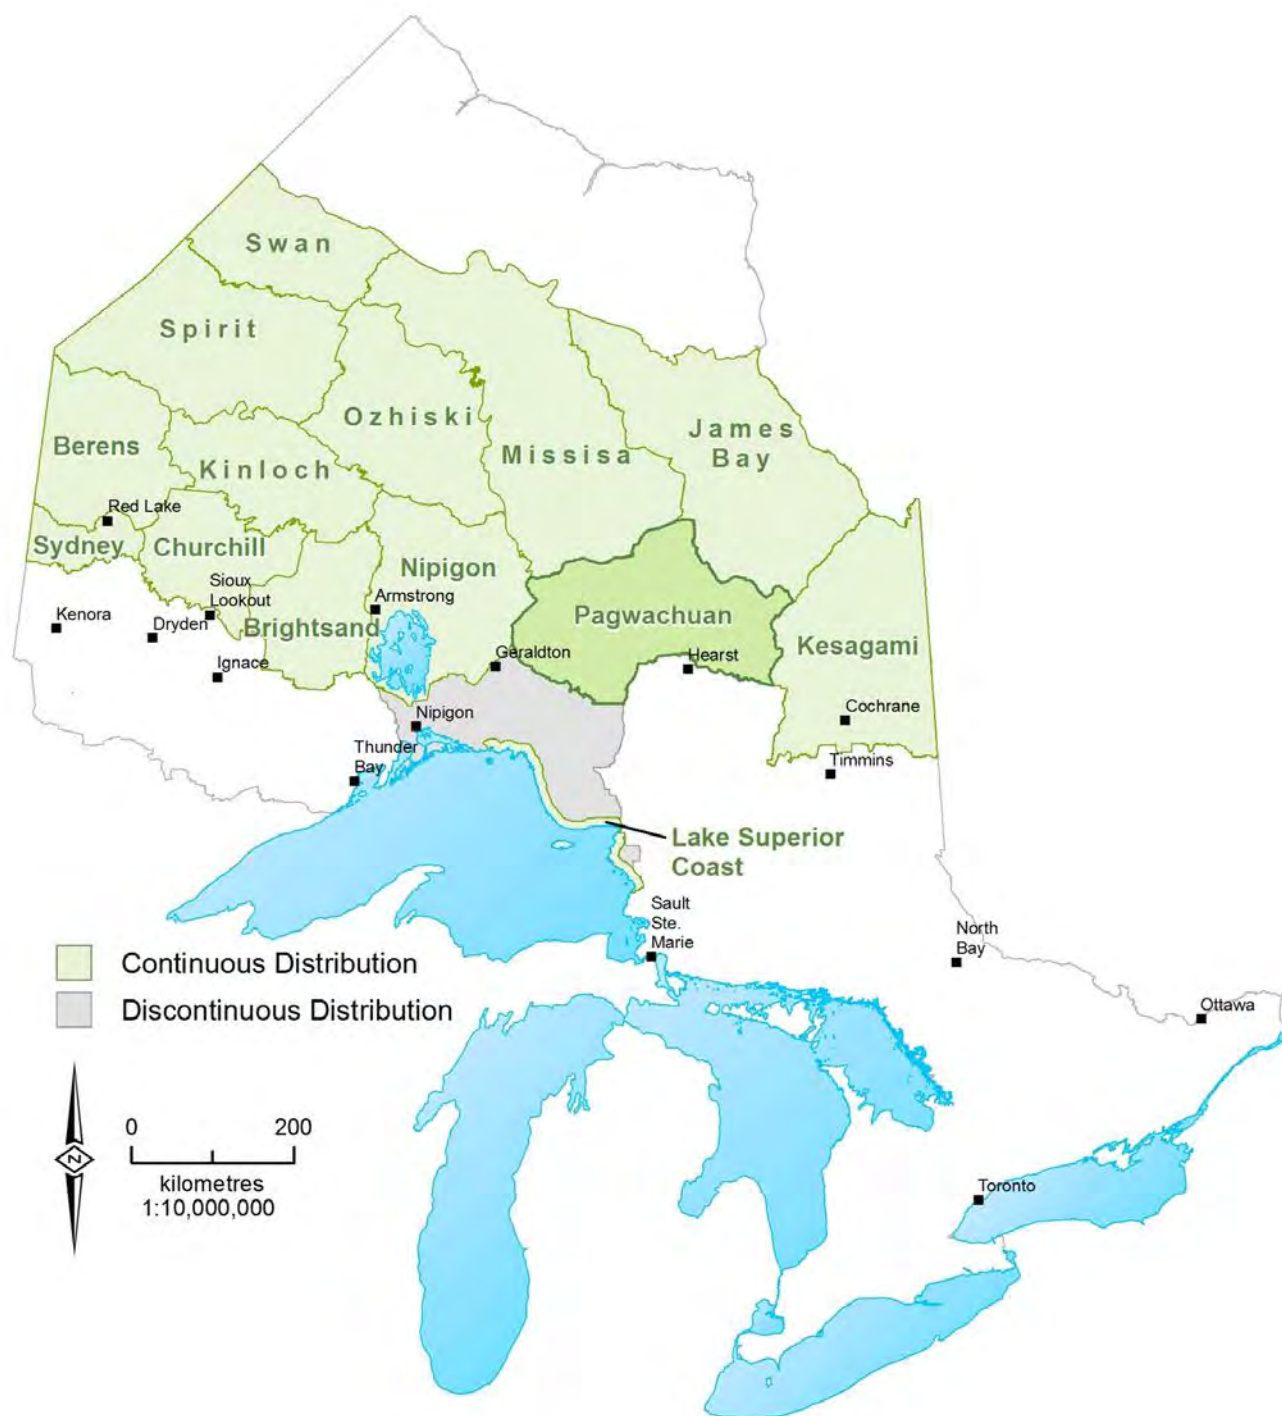 Swan
Spirit
Ozhiski
James
Bay
Berens
Missisa
Kinloch
Red Lake
Sydney
Churchill
Nipigon
Sioux
Lookout
Armstrong
Kenora
Dryden
Brightsand
Pagwachuan
Kesagami
Ignace
Geraldton
Hearst
Nipigon
Cochrane
Thunder
Bay
Timmins
Lake Superior
Coast
Sault
Ste.
Marie
North
Bay
Continuous Distribution
Discontinuous Distribution
Ottawa
0 200
N
kilometres
1:10,000,000
Toronto